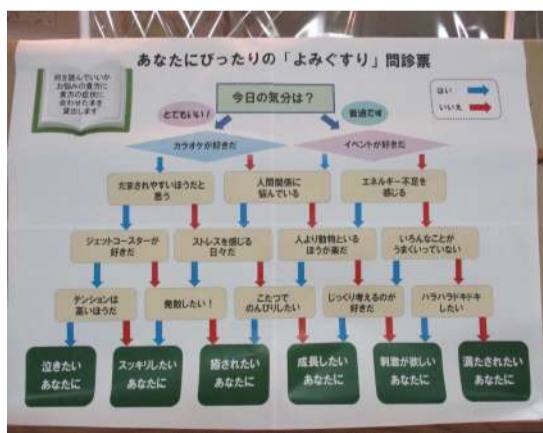 あなたにぴったりの「よみぐすり」問診票
何を読んでいいか
お悩みの貴方に
貴方の症状に
合わせた本を
貸出します
今日の気分は？
はい
いいえ
とてもいい！
普通です
カラオケが好きだ
イベントが好きだ
だまされやすいほうだと
思う
人間関係に
悩んでいる
エネルギー不足を
感じる
ジェットコースターが
好きだ
ストレスを感じる
日々だ
人より動物といる
ほうが楽だ
いろんなことが
うまくいっていない
テンションは
高いほうだ
発散したい！
こたつで
のんびりしたい
じっくり考えるのが
好きだ
ハラハラドキドキ
したい
泣きたい
あなたに
スッキリしたい
あなたに
癒されたい
あなたに
成長したい
あなたに
刺激が欲しい
あなたに
満たされたい
あなたに